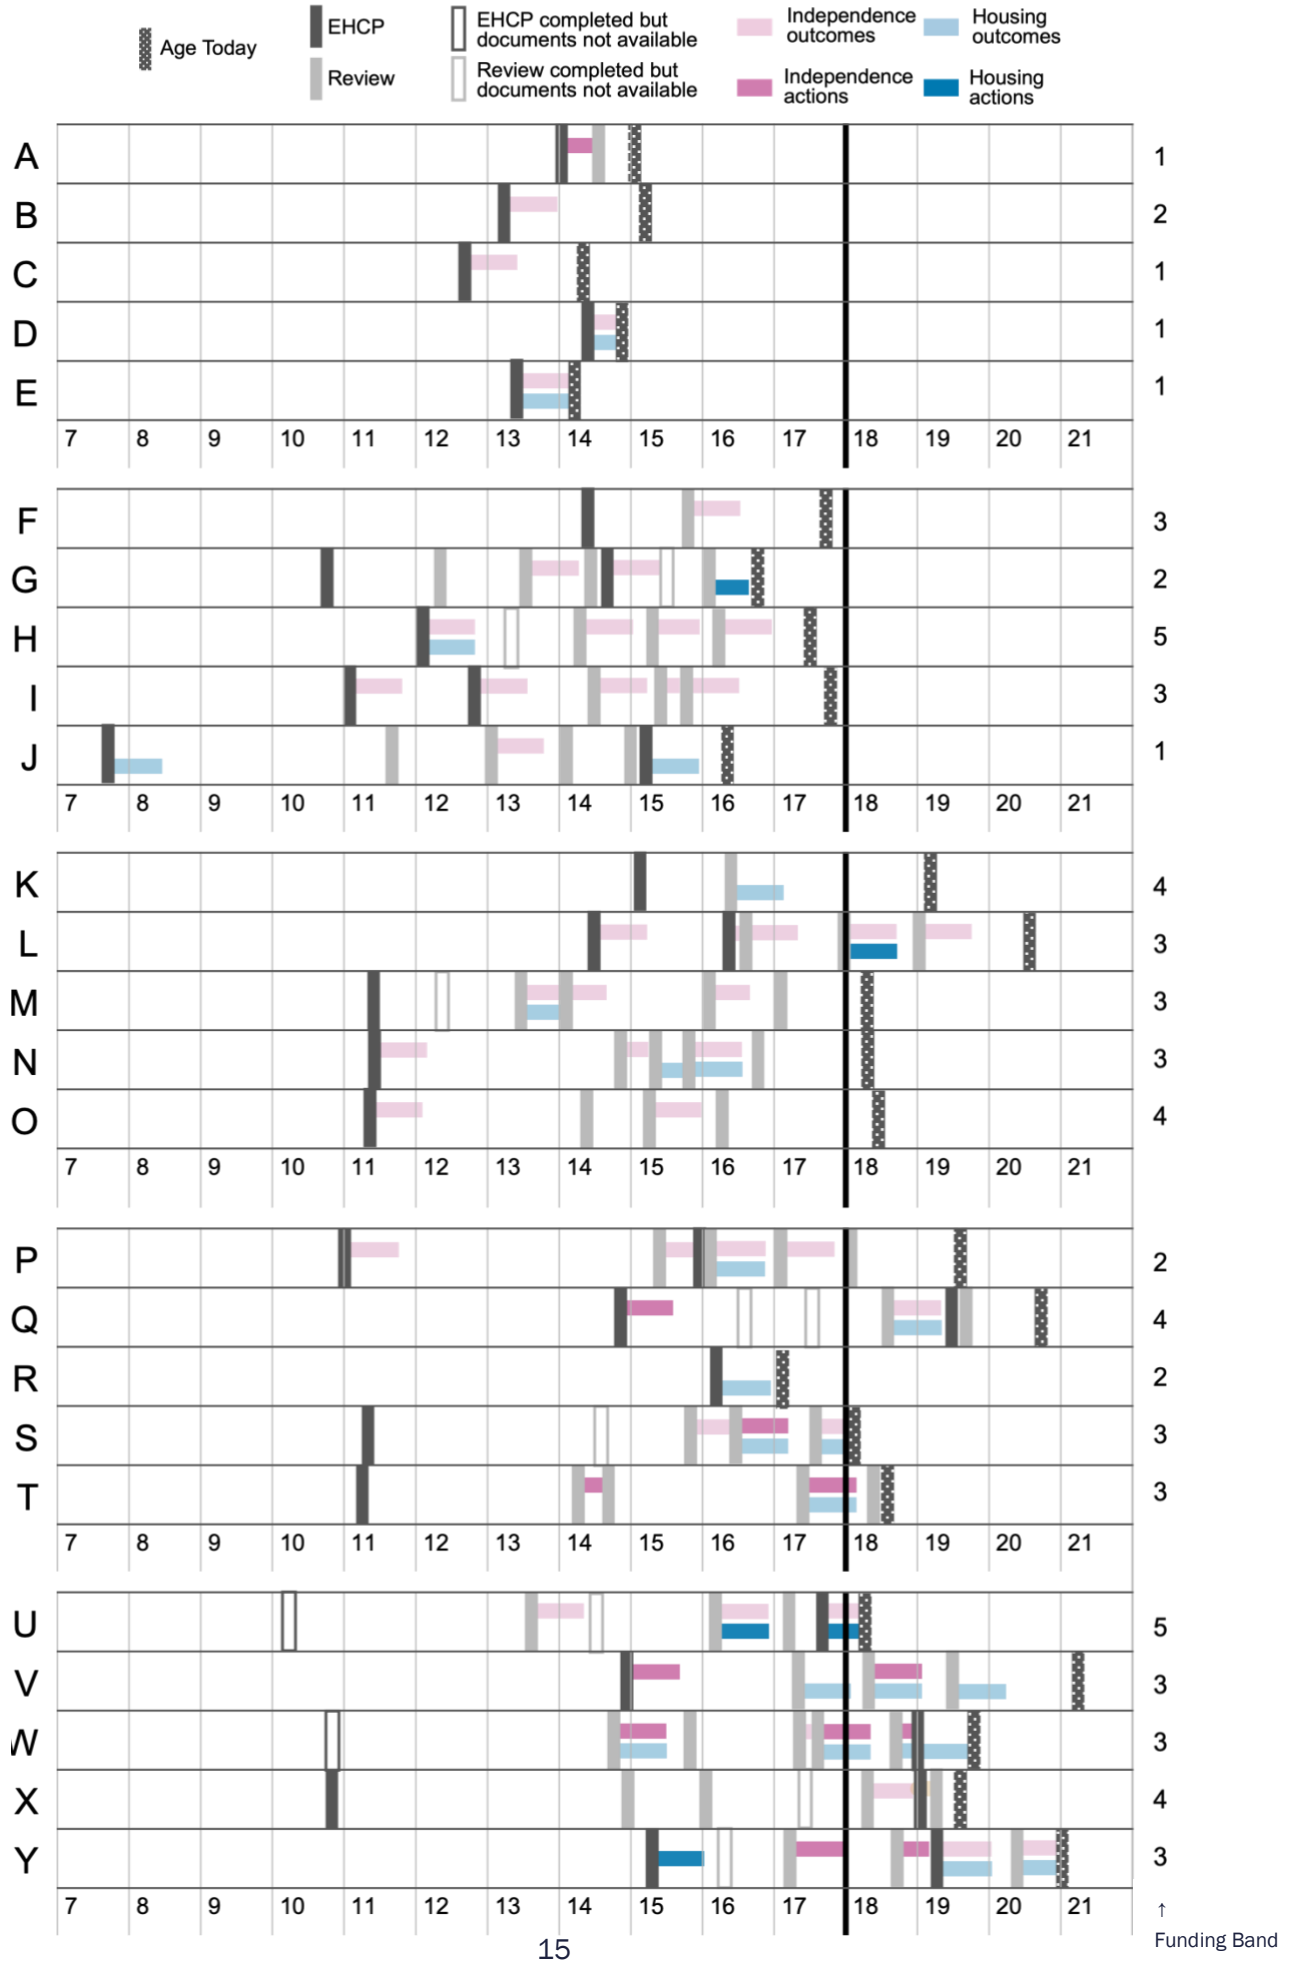 Age Today
EHCP
Review
EHCP completed but
documents not available
Review completed but
documents not available
Independence
outcomes
Independence
actions
Housing
outcomes
Housing
actions
A 1
B 2
C 1
D 1
E 1
7 8 9 10 11 12 13 14 15 16 17 18 19 20 21
F 3
G 2
H 5
I 3
J 1
7 8 9 10 11 12 13 14 15 16 17 18 19 20 21
K 4
L 3
M 3
N 3
O 4
7 8 9 10 11 12 13 14 15 16 17 18 19 20 21
P 2
Q 4
R 2
S 3
T 3
7 8 9 10 11 12 13 14 15 16 17 18 19 20 21
U 5
V 3
W 3
X 4
Y 3
7 8 9 10 11 12 13 14 15 16 17 18 19 20 21
↑
Funding Band
15